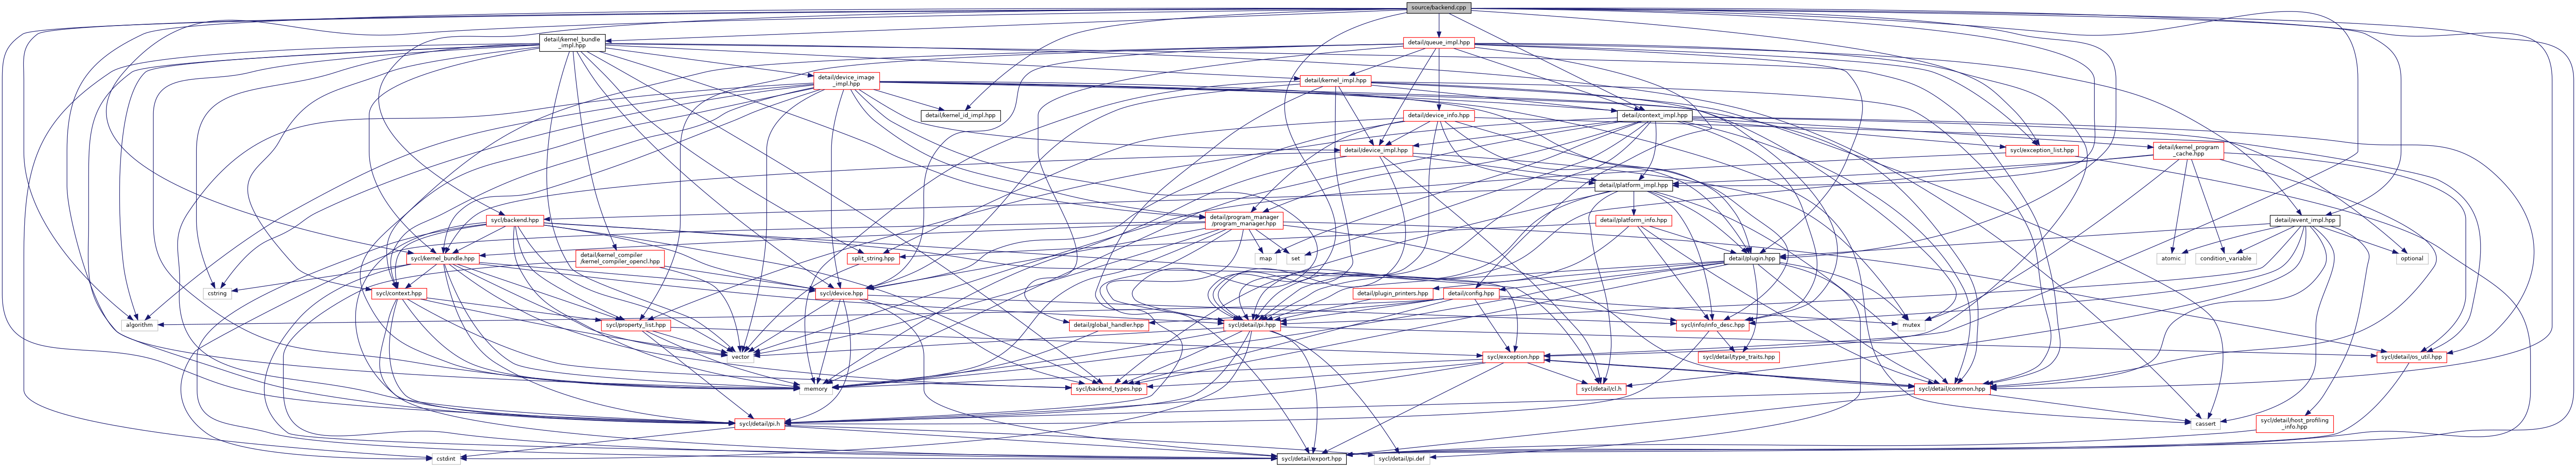 source/backend.cpp
detail/kernel_bundle
_impl.hpp
detail/queue_impl.hpp
detail/device_image
_impl.hpp
detail/kernel_impl.hpp
detail/kernel_id_impl.hpp
detail/device_info.hpp
detail/context_impl.hpp
detail/device_impl.hpp
sycl/exception_list.hpp
detail/kernel_program
_cache.hpp
detail/platform_impl.hpp
sycl/backend.hpp
detail/program_manager
/program_manager.hpp
detail/platform_info.hpp
detail/event_impl.hpp
sycl/kernel_bundle.hpp
detail/kernel_compiler
/kernel_compiler_opencl.hpp
split_string.hpp
map
set
detail/plugin.hpp
atomic
condition_variable
optional
cstring
sycl/context.hpp
sycl/device.hpp
detail/plugin_printers.hpp
detail/config.hpp
algorithm
sycl/property_list.hpp
detail/global_handler.hpp
sycl/detail/pi.hpp
sycl/info/info_desc.hpp
mutex
vector
sycl/exception.hpp
sycl/detail/type_traits.hpp
sycl/detail/os_util.hpp
memory
sycl/backend_types.hpp
sycl/detail/cl.h
sycl/detail/common.hpp
sycl/detail/pi.h
cassert
sycl/detail/host_profiling
_info.hpp
cstdint
sycl/detail/export.hpp
sycl/detail/pi.def